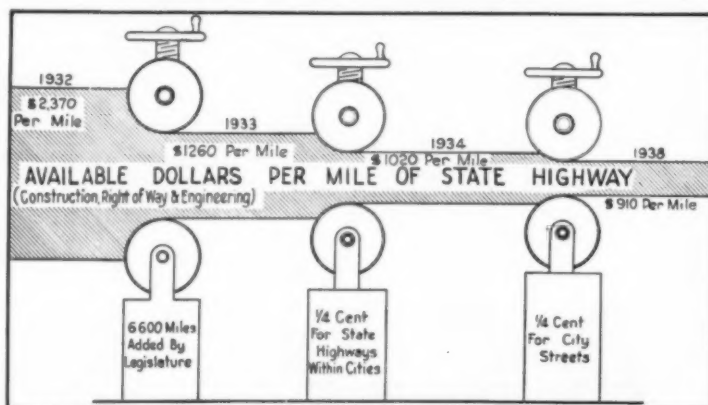 1932
$2,370
Per Mile
1933
$1260 Per Mile
1934
$1020 Per Mile
1938
AVAILABLE DOLLARS PER MILE OF STATE HIGHWAY
(Construction, Right of Way & Engineering)
$910 Per Mile
6600 Miles
Added By
Legislature
1/4 Cent
For State
Highways
Within Cities
1/4 Cent
For City
Streets